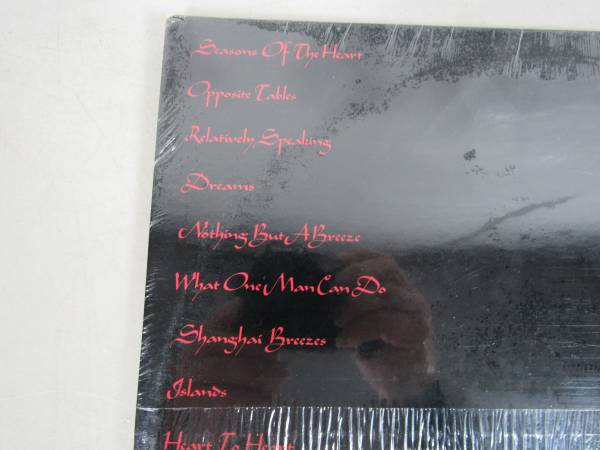 Seasons Of The Heart
Opposite Tables
Relatively Speaking
Dreams
Nothing But A Breeze
What One Man Can Do
Shanghai Breezes
Islands
Heart To Heart